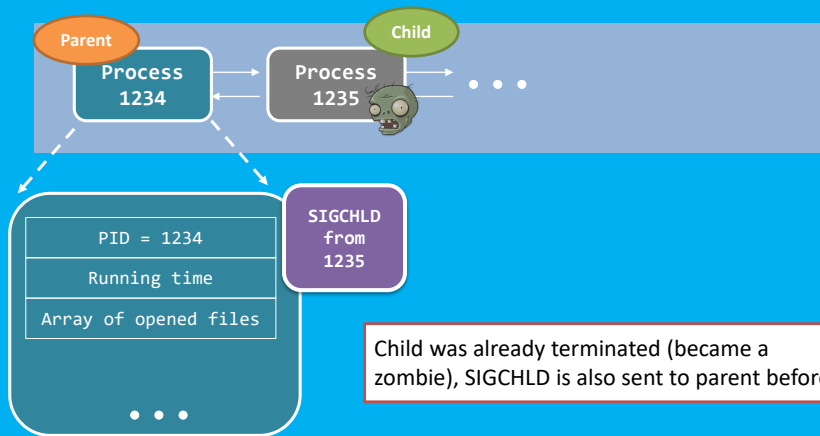 Parent
Child
Process
1234
Process
1235
SIGCHLD
from
1235
PID = 1234
Running time
Array of opened files
Child was already terminated (became a
zombie), SIGCHLD is also sent to parent before